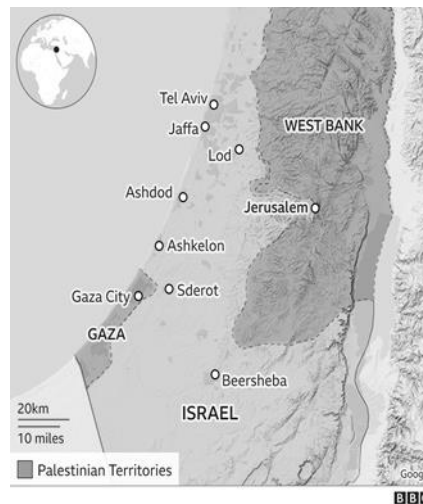 Tel Aviv
Jaffa
WEST BANK
Lod
Ashdod
Jerusalem
Ashkelon
Gaza City
Sderot
GAZA
Beersheba
20km
10 miles
ISRAEL
Palestinian Territories
Goog
BBC